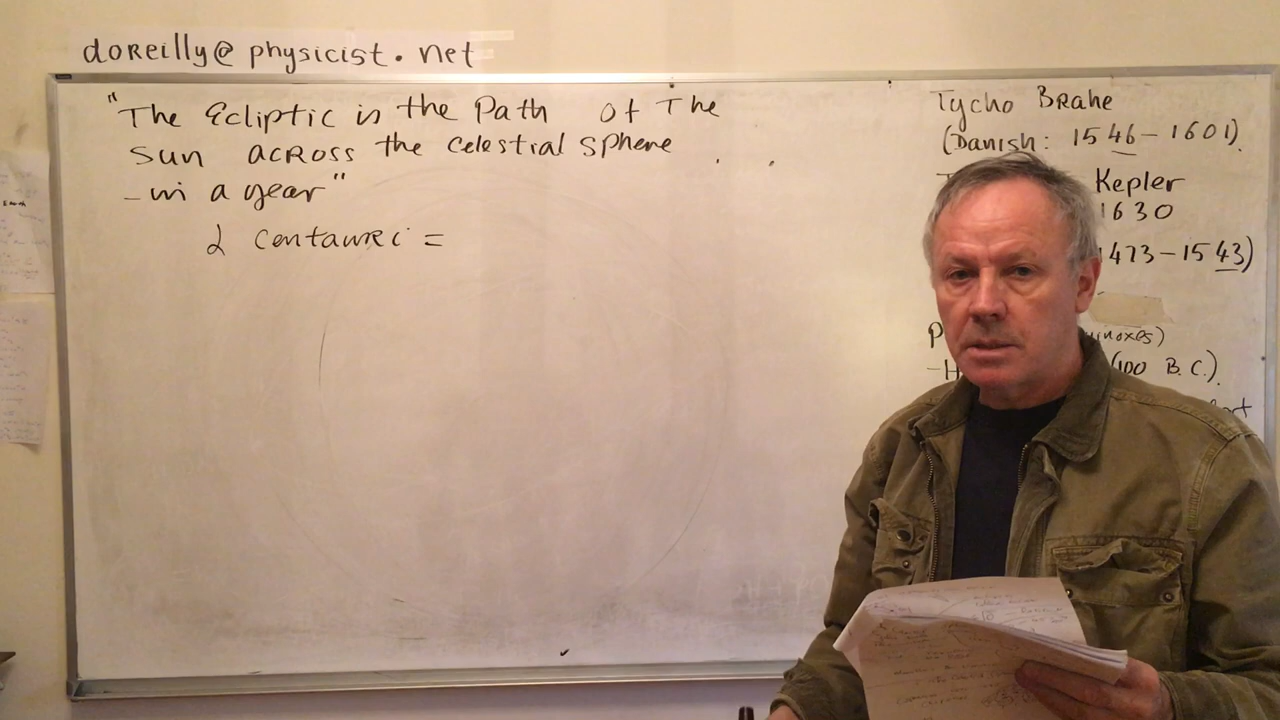 doreilly@physicist.net
"The Ecliptic is the Path of The
Sun across the celestial sphere
- in a year"
α centauri =
Tycho Brahe
(Danish: 1546-1601).
Kepler
1630
1473-1543)
(100 B.C.).